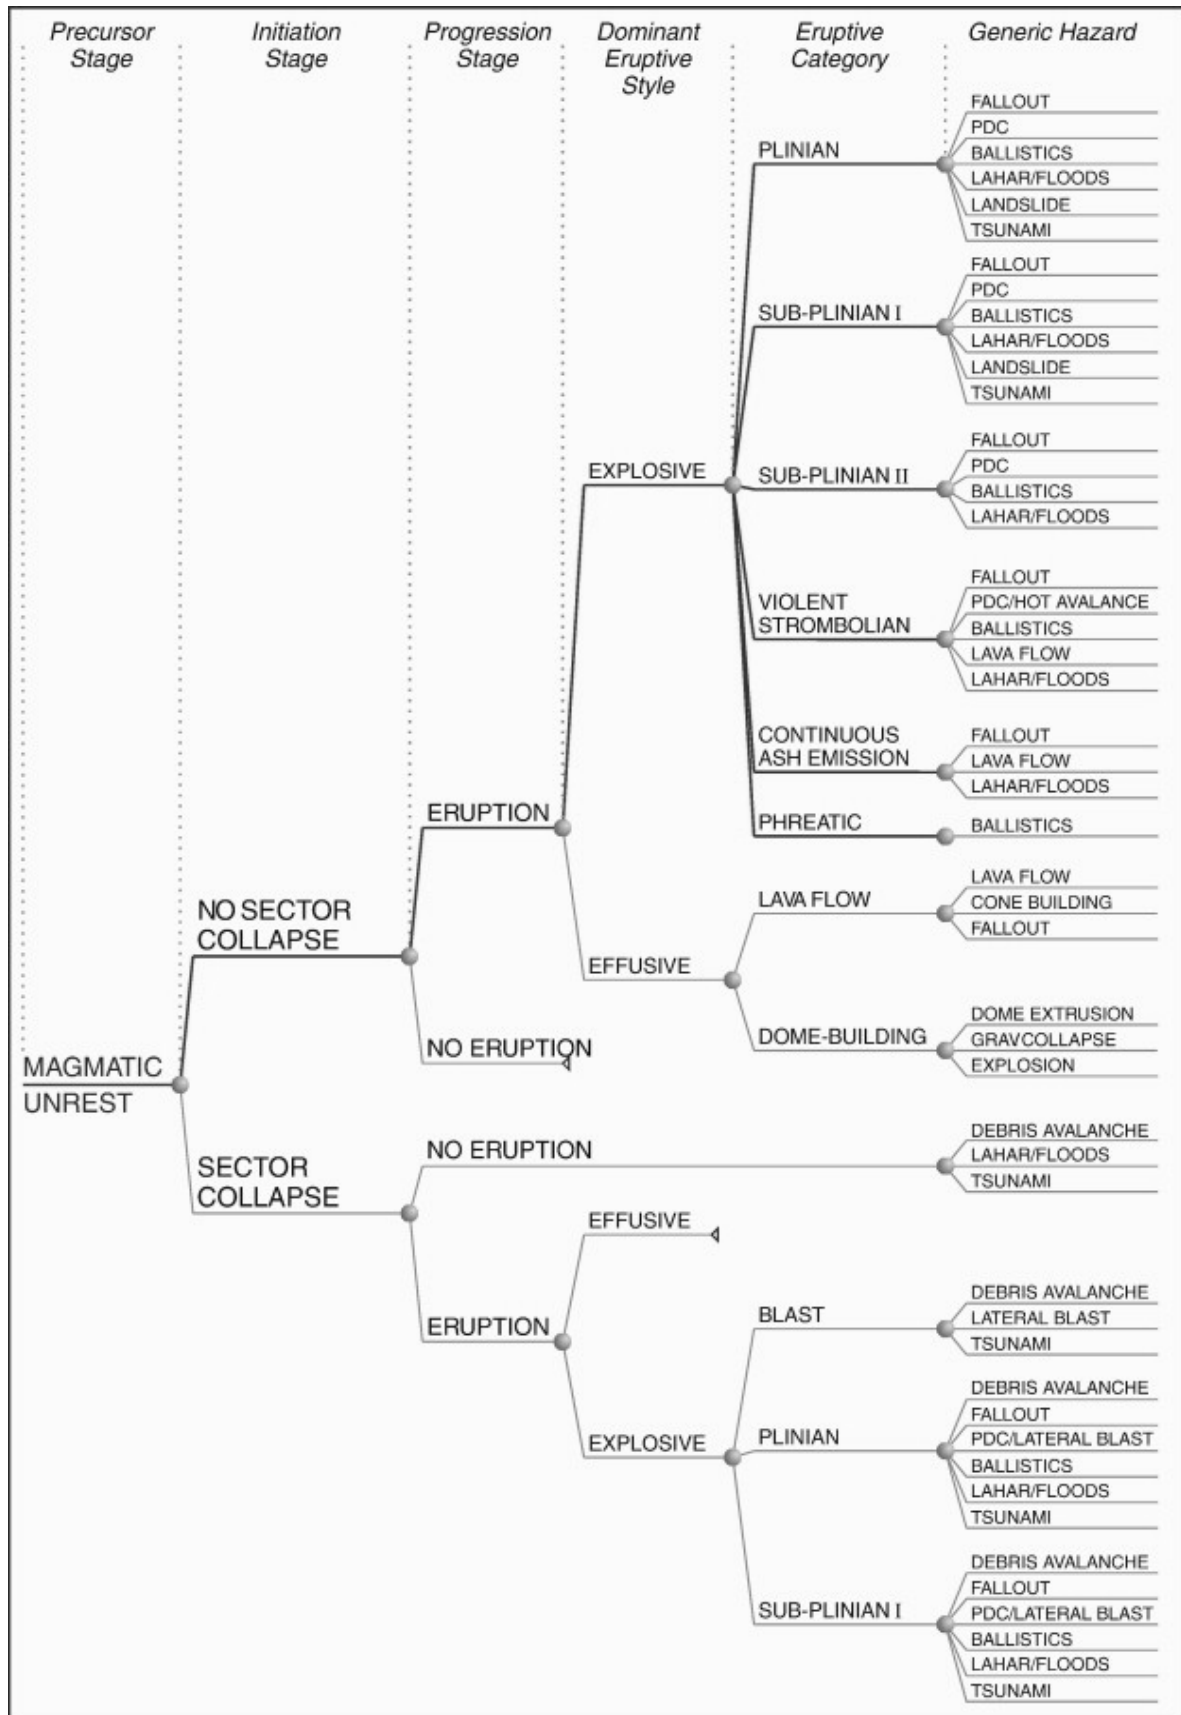 Precursor Stage
Initiation Stage
Progression Stage
Dominant Eruptive Style
Eruptive Category
Generic Hazard
MAGMATIC
UNREST
NO SECTOR
COLLAPSE
ERUPTION
EXPLOSIVE
PLINIAN
FALLOUT
PDC
BALLISTICS
LAHAR/FLOODS
LANDSLIDE
TSUNAMI
SUB-PLINIAN I
FALLOUT
PDC
BALLISTICS
LAHAR/FLOODS
LANDSLIDE
TSUNAMI
SUB-PLINIAN II
FALLOUT
PDC
BALLISTICS
LAHAR/FLOODS
VIOLENT
STROMBOLIAN
FALLOUT
PDC/HOT AVALANCE
BALLISTICS
LAVA FLOW
LAHAR/FLOODS
CONTINUOUS
ASH EMISSION
FALLOUT
LAVA FLOW
LAHAR/FLOODS
PHREATIC
BALLISTICS
EFFUSIVE
LAVA FLOW
LAVA FLOW
CONE BUILDING
FALLOUT
DOME-BUILDING
DOME EXTRUSION
GRAVCOLLAPSE
EXPLOSION
NO ERUPTION
SECTOR
COLLAPSE
NO ERUPTION
DEBRIS AVALANCHE
LAHAR/FLOODS
TSUNAMI
ERUPTION
EFFUSIVE
EXPLOSIVE
BLAST
DEBRIS AVALANCHE
LATERAL BLAST
TSUNAMI
PLINIAN
DEBRIS AVALANCHE
FALLOUT
PDC/LATERAL BLAST
BALLISTICS
LAHAR/FLOODS
TSUNAMI
SUB-PLINIAN I
DEBRIS AVALANCHE
FALLOUT
PDC/LATERAL BLAST
BALLISTICS
LAHAR/FLOODS
TSUNAMI